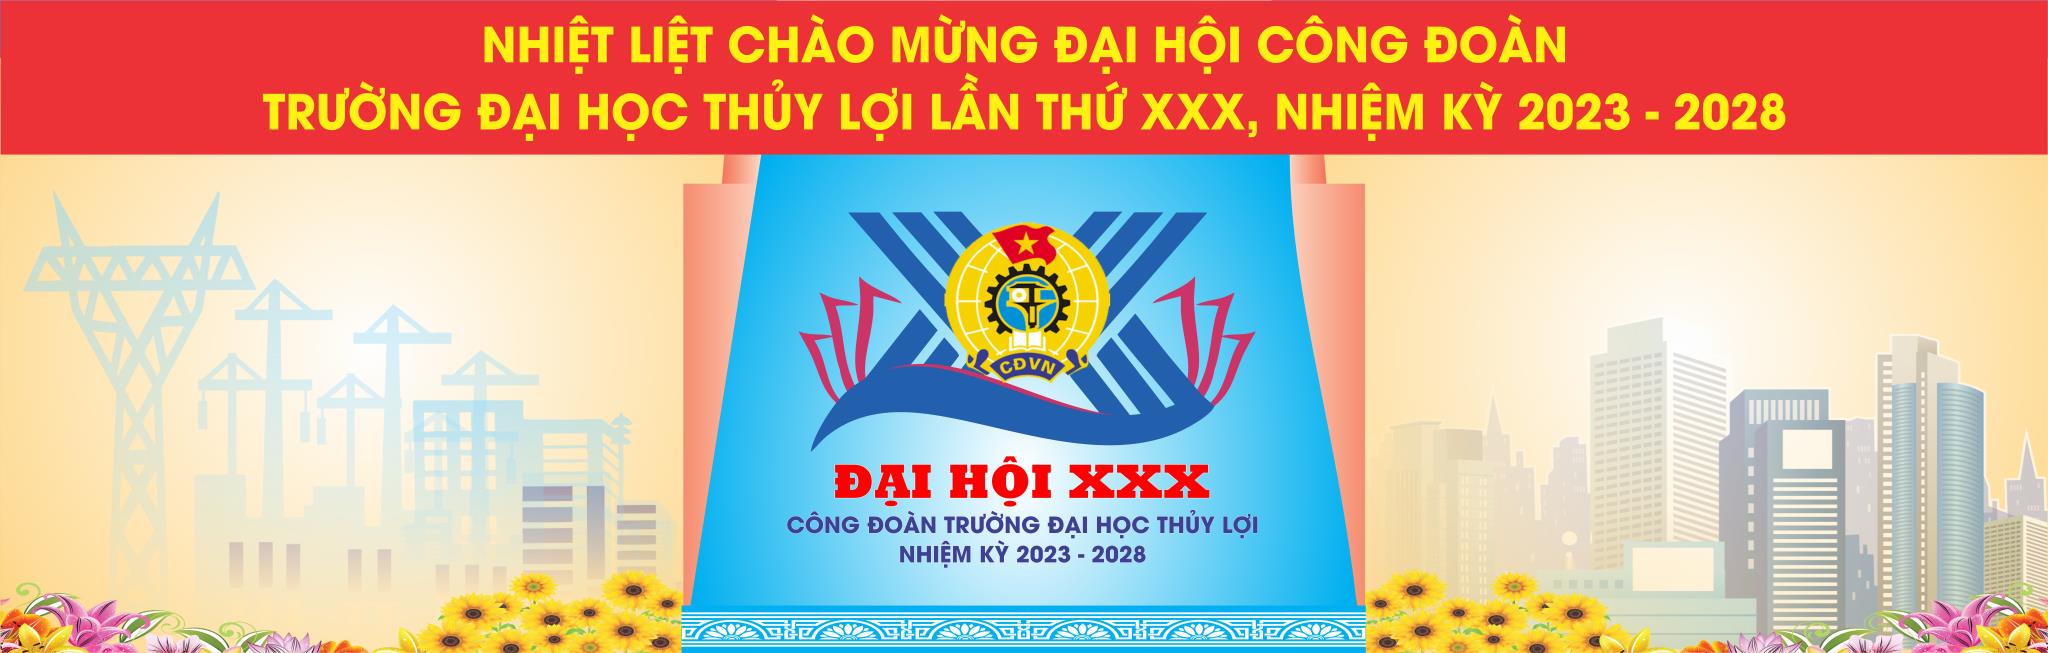 NHIỆT LIỆT CHÀO MỪNG ĐẠI HỘI CÔNG ĐOÀN
TRƯỜNG ĐẠI HỌC THỦY LỢI LẦN THỨ XXX, NHIỆM KỲ 2023 - 2028
CĐVN
ĐẠI HỘI XXX
CÔNG ĐOÀN TRƯỜNG ĐẠI HỌC THỦY LỢI
NHIỆM KỲ 2023 - 2028